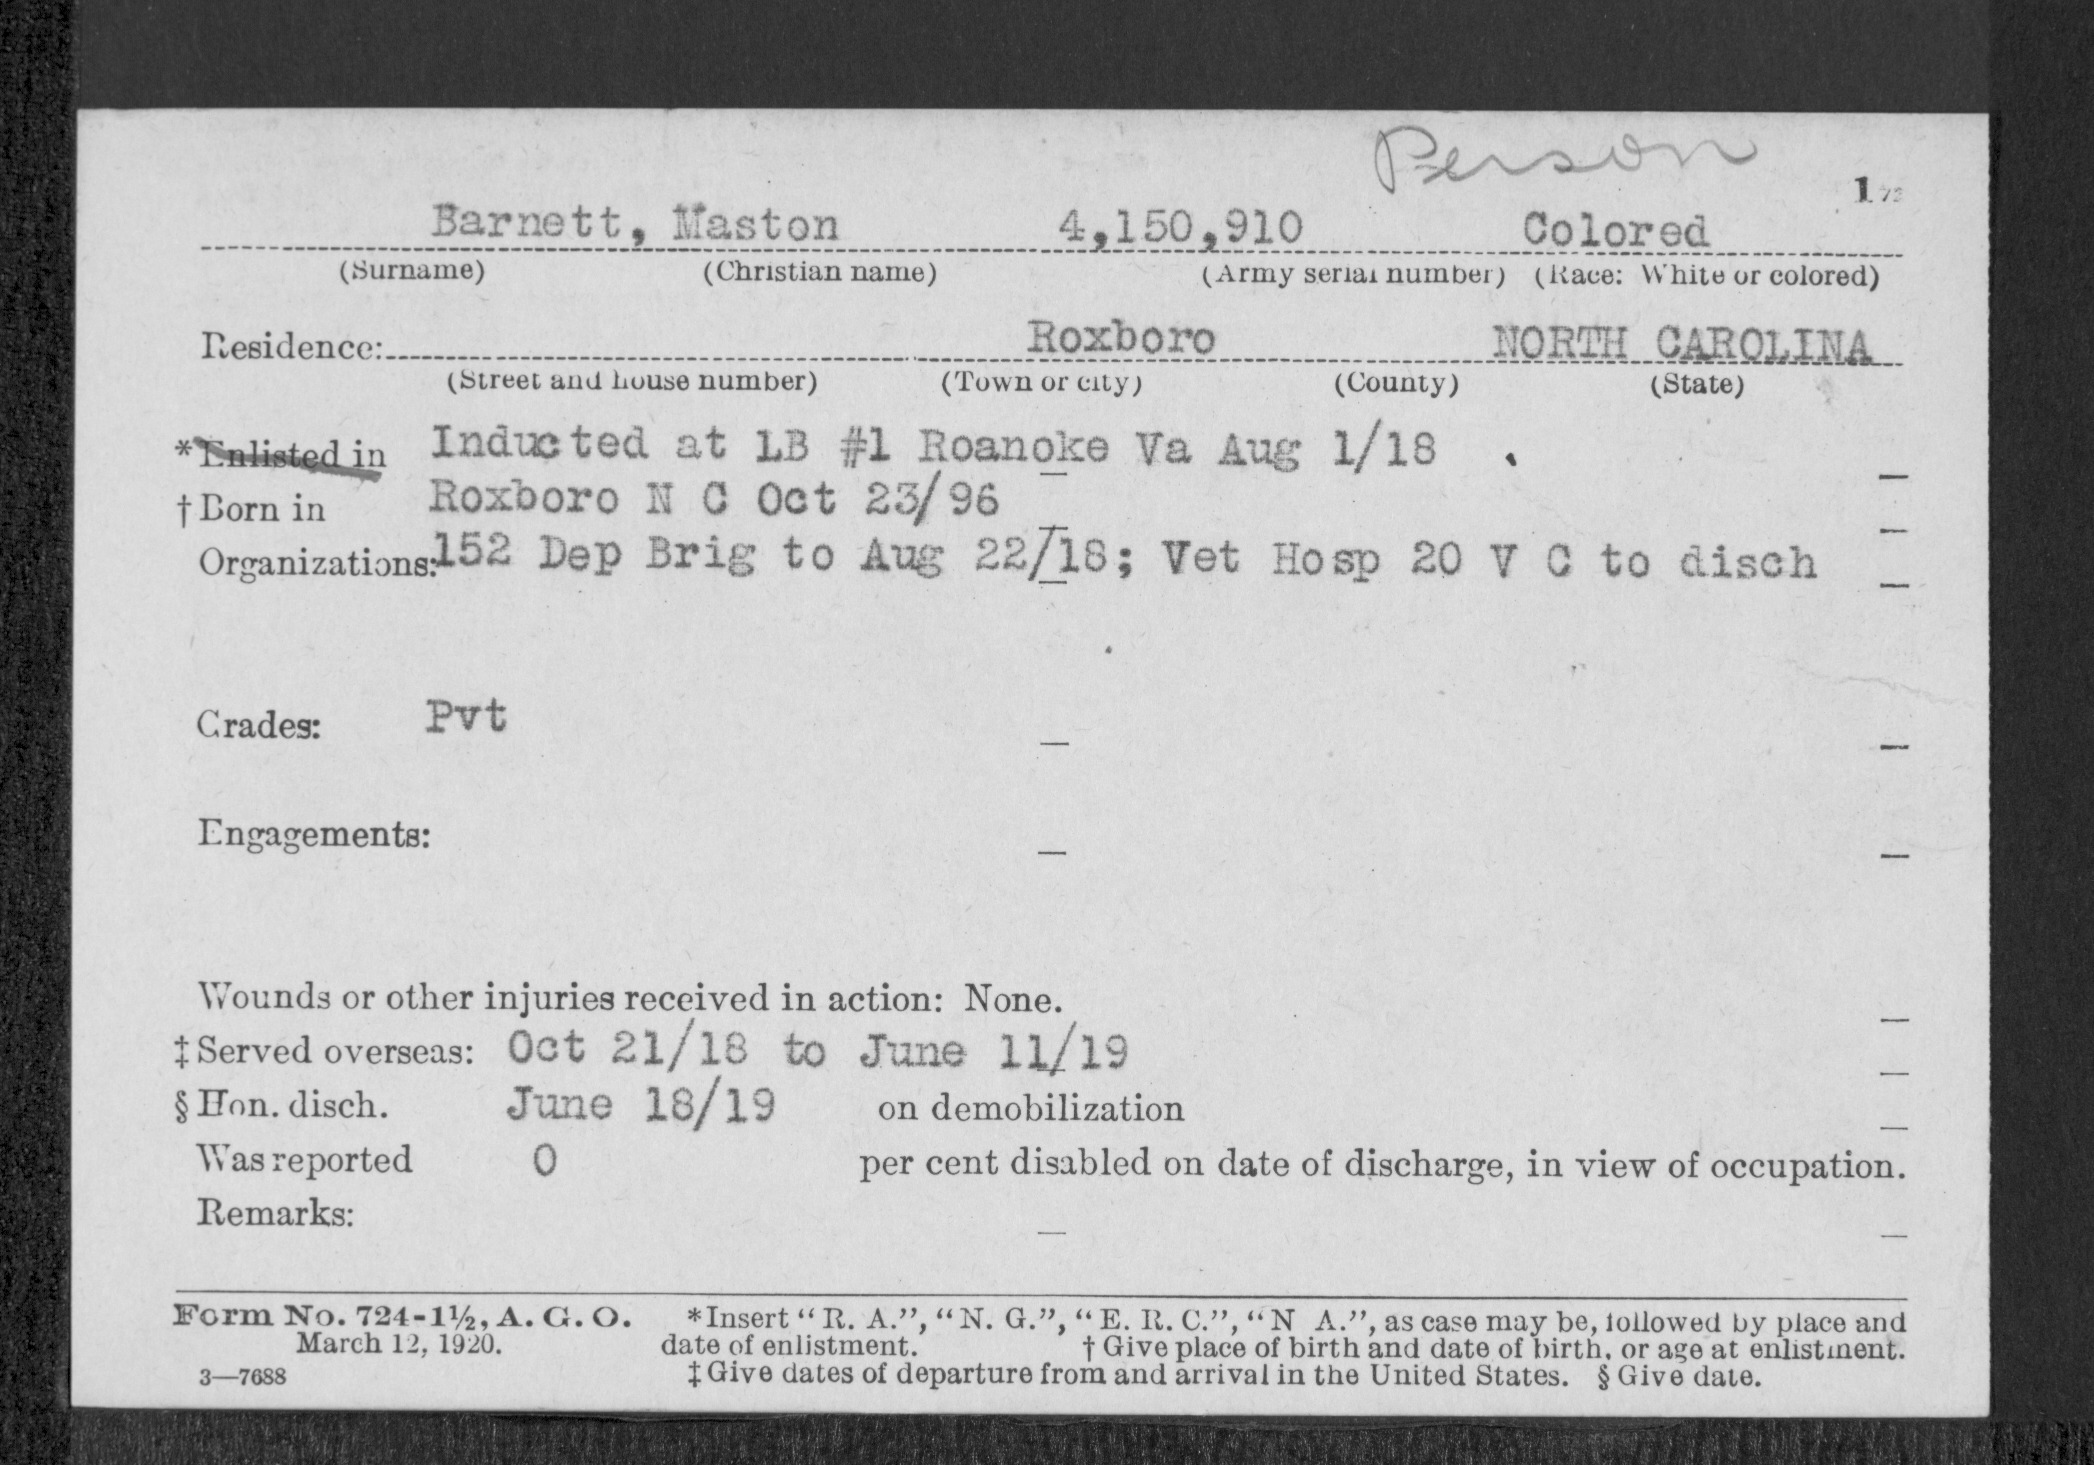 Person
1
Barnett, Maston 4,150,910 Colored
(Surname) (Christian name) (Army serial number) (Race: White or colored)
Residence: Roxboro NORTH CAROLINA
(Street and house number) (Town or city) (County) (State)
*Enlisted in Inducted at LB #1 Roanoke Va Aug 1/18
†Born in Roxboro N C Oct 23/96
Organizations: 152 Dep Brig to Aug 22/18; Vet Hosp 20 V C to disch
Grades: Pvt
Engagements:
Wounds or other injuries received in action: None.
‡Served overseas: Oct 21/18 to June 11/19
§Hon. disch. June 18/19 on demobilization
Was reported 0 per cent disabled on date of discharge, in view of occupation.
Remarks:
Form No. 724-1½, A. G. O. *Insert "R. A.", "N. G.", "E. R. C.", "N A.", as case may be, followed by place and
March 12, 1920. date of enlistment. †Give place of birth and date of birth, or age at enlistment.
3—7688 ‡Give dates of departure from and arrival in the United States. §Give date.